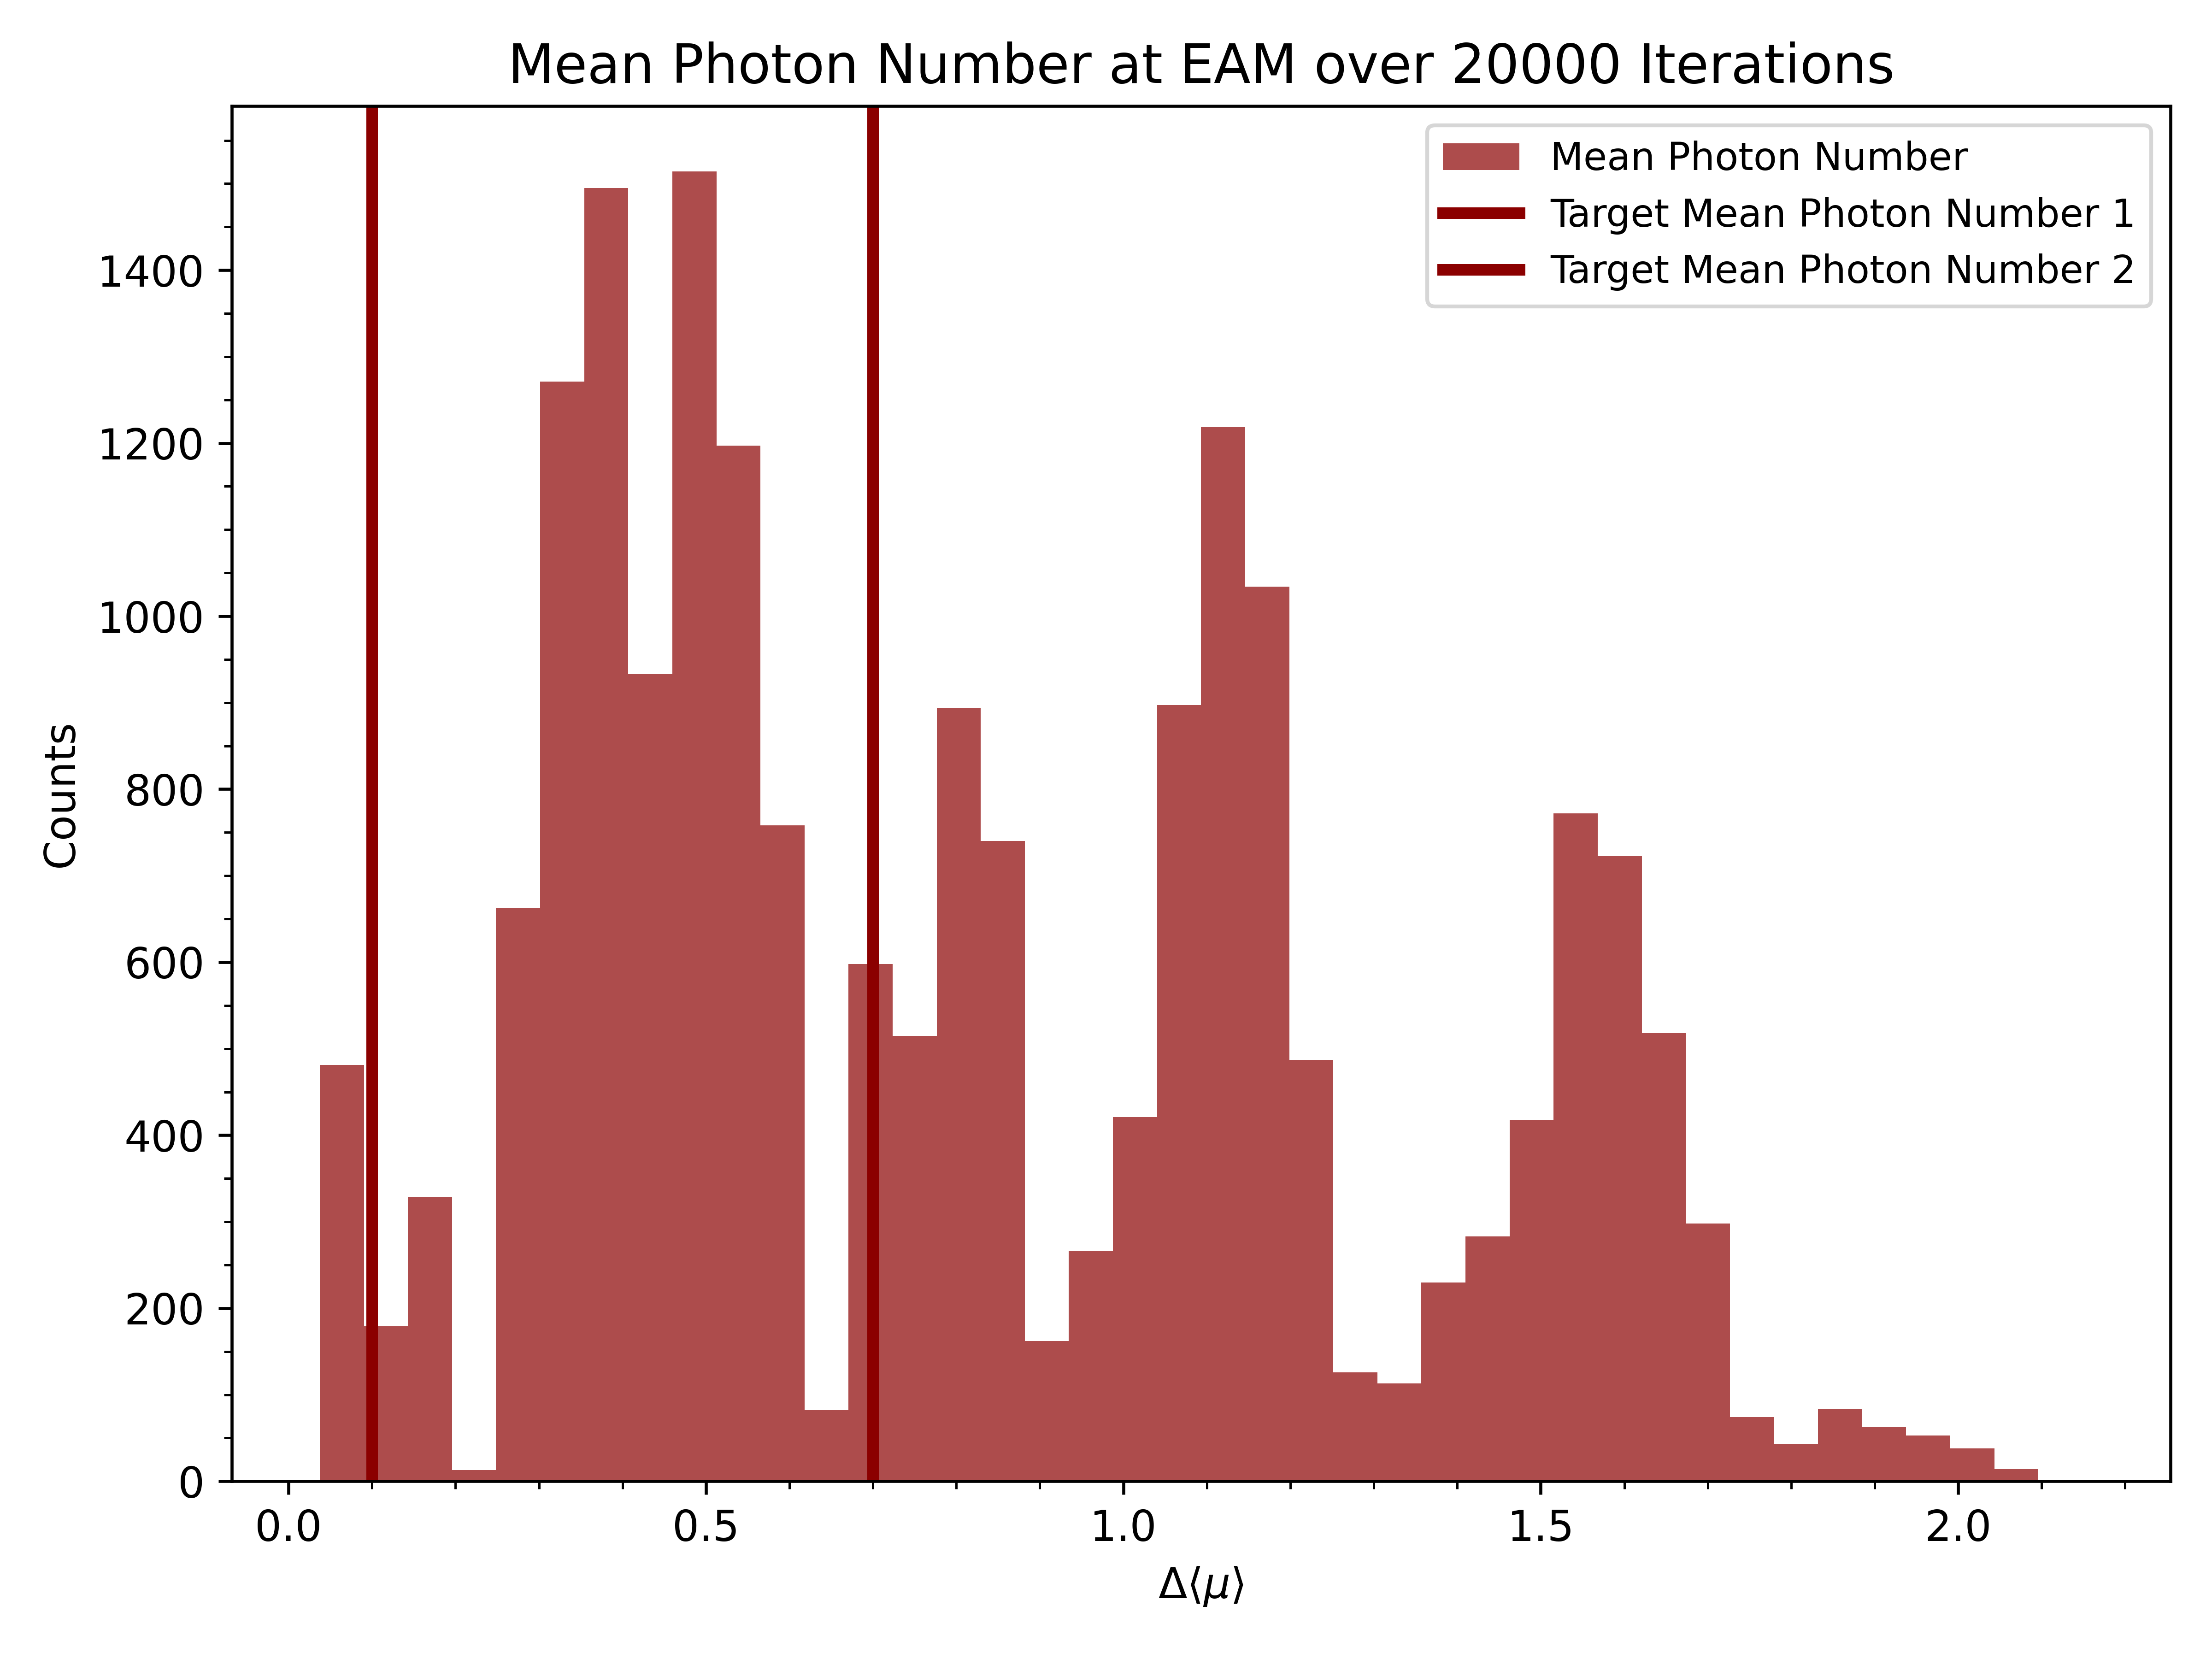 Mean Photon Number at EAM over 20000 Iterations
Mean Photon Number
Target Mean Photon Number 1
Target Mean Photon Number 2
1400
1200
1000
800
600
400
200
0
Counts
0.0 0.5 1.0 1.5 2.0
Δ⟨μ⟩